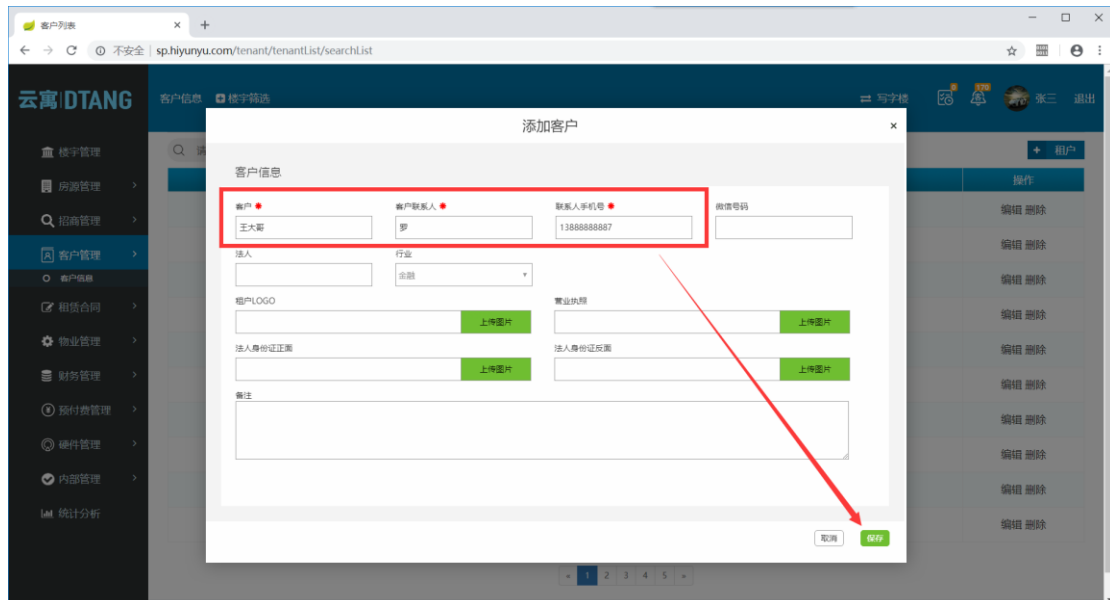 客户列表
不安全 sp.hiyunyu.com/tenant/tenantList/searchList
云寓|DTANG
客户信息 楼宇筛选
写字楼
张三 退出
添加客户
×
楼宇管理
房源管理
招商管理
客户管理
客户信息
租赁合同
物业管理
财务管理
预付费管理
硬件管理
内部管理
统计分析
+ 租户
操作
客户信息
客户 客户联系人 联系人手机号 微信号码
王大哥 罗 13888888887
法人 行业
金融
租户LOGO 营业执照
上传图片 上传图片
法人身份证正面 法人身份证反面
上传图片 上传图片
备注
取消 保存
编辑 删除
编辑 删除
编辑 删除
编辑 删除
编辑 删除
编辑 删除
编辑 删除
编辑 删除
编辑 删除
编辑 删除
« 1 2 3 4 5 »